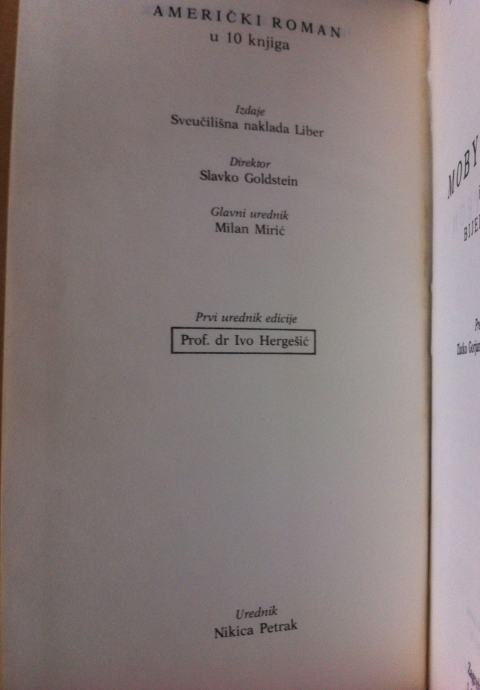 AMERIČKI ROMAN
u 10 knjiga
Izdaje
Sveučilišna naklada Liber
Direktor
Slavko Goldstein
Glavni urednik
Milan Mirić
Prvi urednik edicije
Prof. dr Ivo Hergešić
Urednik
Nikica Petrak
MOBY